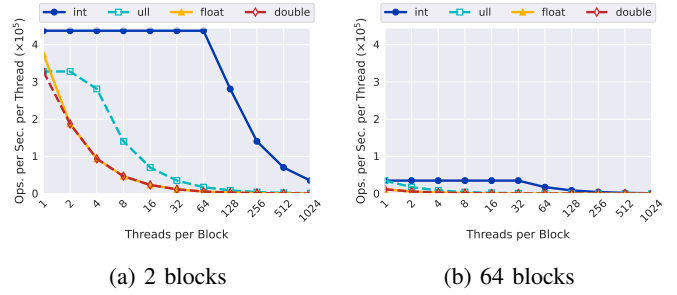 int ull float double
int ull float double
Ops. per Sec. per Thread (×10⁵)
4
3
2
1
0
1 2 4 8 16 32 64 128 256 512 1024
Threads per Block
Ops. per Sec. per Thread (×10⁵)
4
3
2
1
0
1 2 4 8 16 32 64 128 256 512 1024
Threads per Block
(a) 2 blocks
(b) 64 blocks